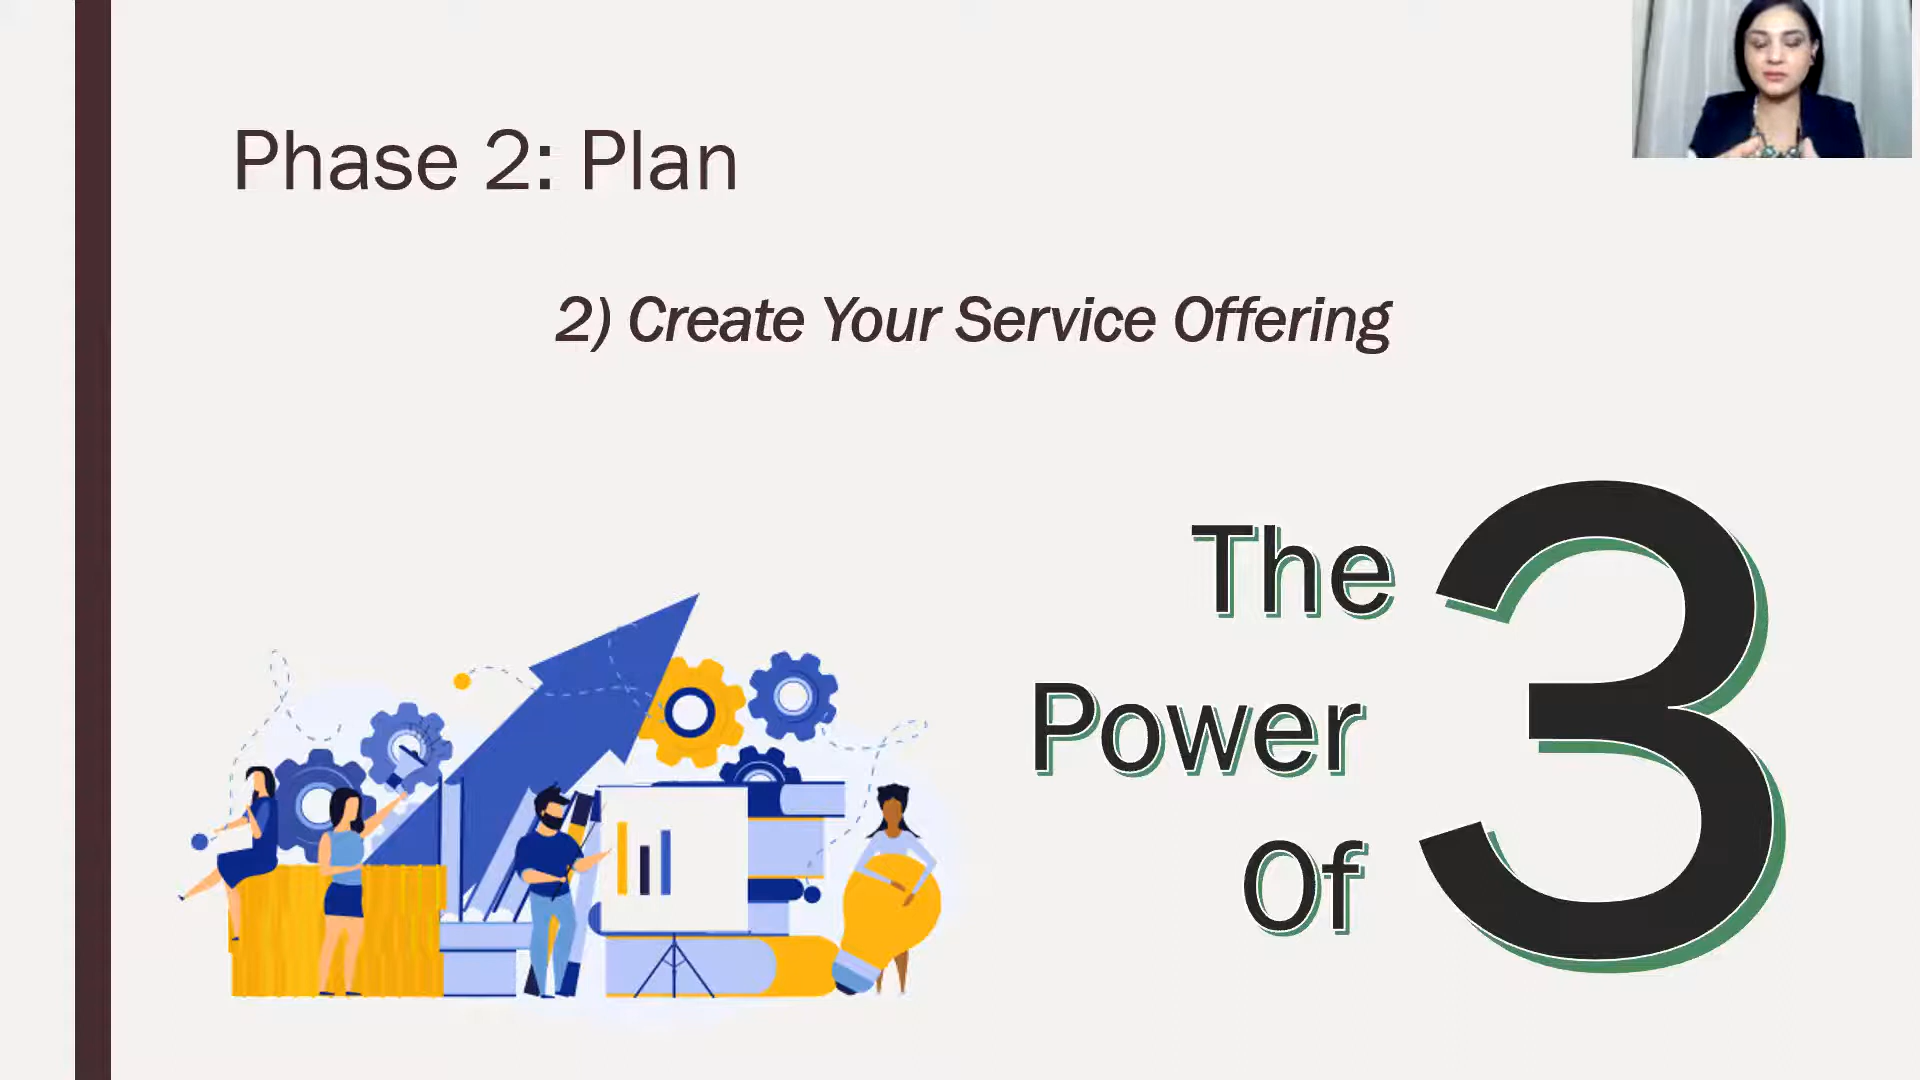 Phase 2: Plan
2) Create Your Service Offering
The
Power
Of
3